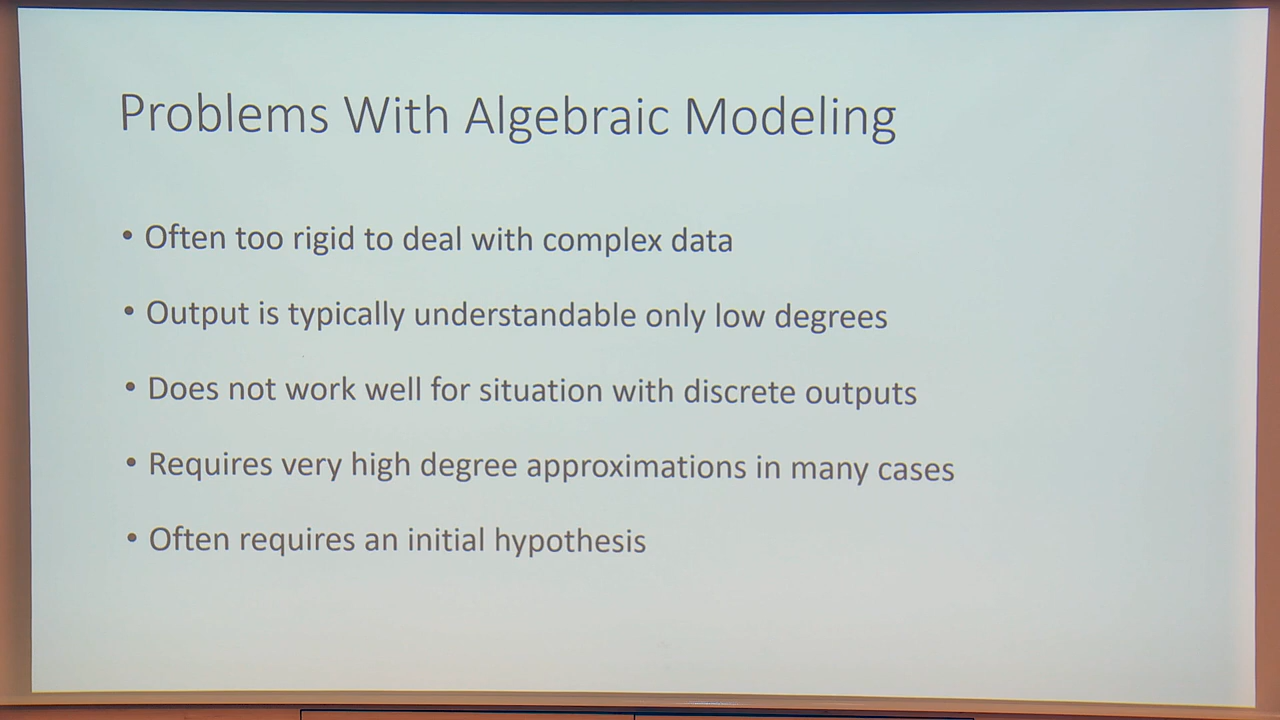 Problems With Algebraic Modeling
• Often too rigid to deal with complex data
• Output is typically understandable only low degrees
• Does not work well for situation with discrete outputs
• Requires very high degree approximations in many cases
• Often requires an initial hypothesis